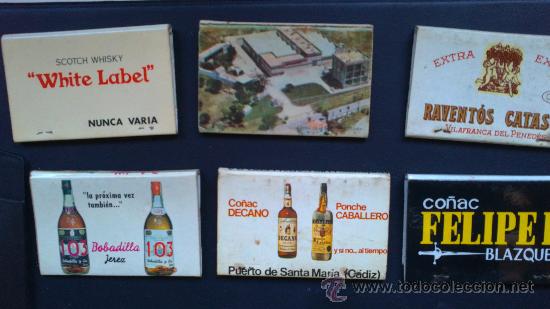 SCOTCH WHISKY
"White Label"
NUNCA VARIA
EXTRA
RAVENTÓS CATAS
VILAFRANCA DEL PENEDES
"la próxima vez
también..."
103
Bobadilla
103
Jerez
Coñac
DECANO
Ponche
CABALLERO
DECANO
y si no... al tiempo
Puerto de Santa María (Cádiz)
coñac
FELIPE
BLAZQUE
www.todocoleccion.net